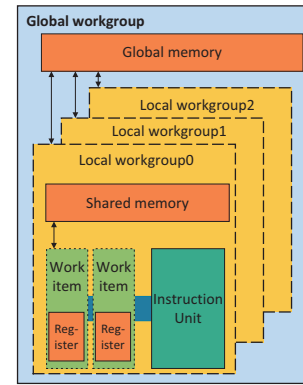 Global workgroup
Global memory
Local workgroup2
Local workgroup1
Local workgroup0
Shared memory
Work item
Work item
Instruction Unit
Reg-ister
Reg-ister